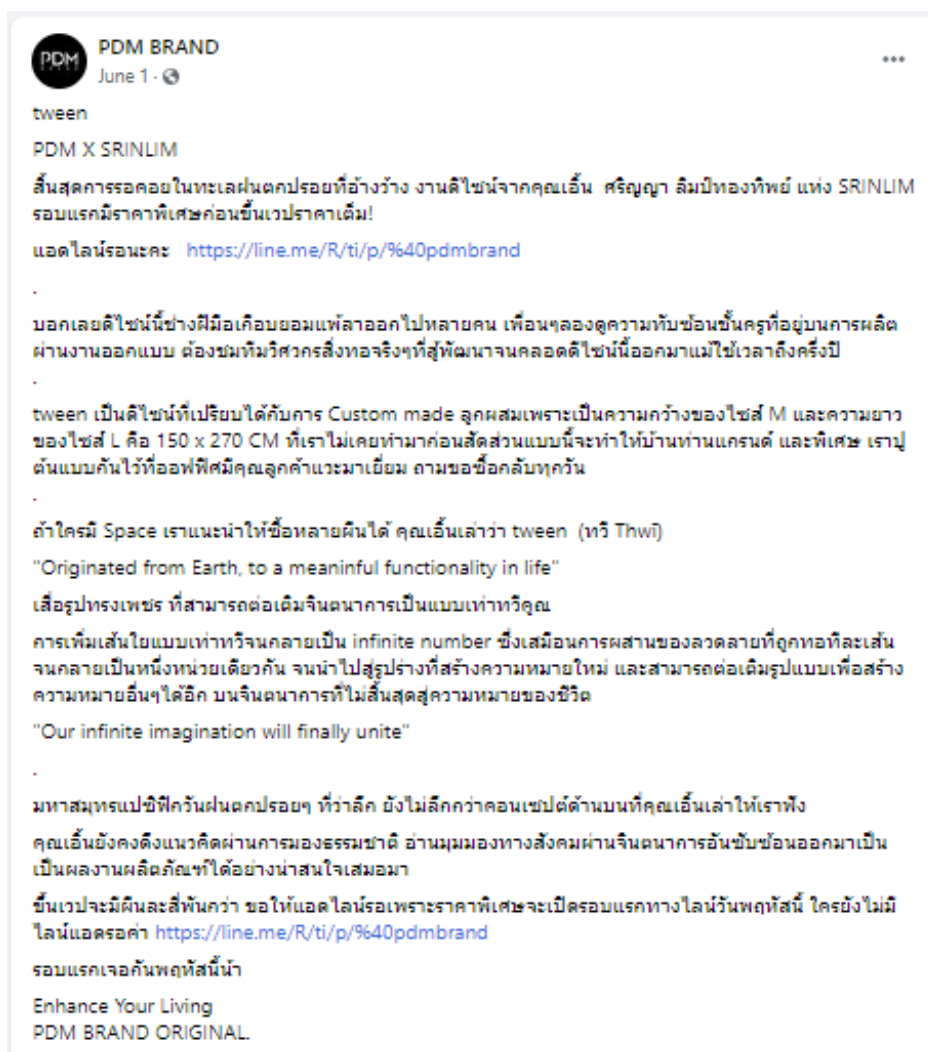 PDM
PDM BRAND
June 1 ·
tween
PDM X SRINLIM
สิ้นสุดการรอคอยในทะเลฝนตกปรอยที่อ้างว้าง งานดีไซน์จากคุณเอิ้น ศริญญา ลิมป์ทองทิพย์ แห่ง SRINLIM
รอบแรกมีราคาพิเศษก่อนขึ้นเวปราคาเต็ม!
แอดไลน์รอนะคะ https://line.me/R/ti/p/%40pdmbrand
.
บอกเลยดีไซน์นี้ช่างฝีมือเกือบยอมแพ้ลาออกไปหลายคน เพื่อนๆลองดูความทับซ้อนขั้นครูที่อยู่บนการผลิต
ผ่านงานออกแบบ ต้องชมทีมวิศวกรสิ่งทอจริงๆที่สู้พัฒนาจนคลอดดีไซน์นี้ออกมาแม้ใช้เวลาถึงครึ่งปี
.
tween เป็นดีไซน์ที่เปรียบได้กับการ Custom made ลูกผสมเพราะเป็นความกว้างของไซส์ M และความยาว
ของไซส์ L คือ 150 x 270 CM ที่เราไม่เคยทำมาก่อนสัดส่วนแบบนี้จะทำให้บ้านท่านแกรนด์ และพิเศษ เราปู
ต้นแบบกันไว้ที่ออฟฟิศมีคุณลูกค้าแวะมาเยี่ยม ถามขอซื้อกลับทุกวัน
.
ถ้าใครมี Space เราแนะนำให้ซื้อหลายผืนได้ คุณเอิ้นเล่าว่า tween (ทวี Thwi)
"Originated from Earth, to a meaninful functionality in life"
เสื่อรูปทรงเพชร ที่สามารถต่อเติมจินตนาการเป็นแบบเท่าทวีคูณ
การเพิ่มเส้นใยแบบเท่าทวีจนกลายเป็น infinite number ซึ่งเสมือนการผสานของลวดลายที่ถูกทอทีละเส้น
จนกลายเป็นหนึ่งหน่วยเดียวกัน จนนำไปสู่รูปร่างที่สร้างความหมายใหม่ และสามารถต่อเติมรูปแบบเพื่อสร้าง
ความหมายอื่นๆได้อีก บนจินตนาการที่ไม่สิ้นสุดสู่ความหมายของชีวิต
"Our infinite imagination will finally unite"
.
มหาสมุทรแปซิฟิกวันฝนตกปรอยๆ ที่ว่าลึก ยังไม่ลึกกว่าคอนเซปต์ด้านบนที่คุณเอิ้นเล่าให้เราฟัง
คุณเอิ้นยังคงดึงแนวคิดผ่านการมองธรรมชาติ อ่านมุมมองทางสังคมผ่านจินตนาการอันซับซ้อนออกมาเป็น
เป็นผลงานผลิตภัณฑ์ได้อย่างน่าสนใจเสมอมา
ขึ้นเวปจะมีผืนละสี่พันกว่า ขอให้แอดไลน์รอเพราะราคาพิเศษจะเปิดรอบแรกทางไลน์วันพฤหัสนี้ ใครยังไม่มี
ไลน์แอดรอค่า https://line.me/R/ti/p/%40pdmbrand
รอบแรกเจอกันพฤหัสนี้น้า
Enhance Your Living
PDM BRAND ORIGINAL.